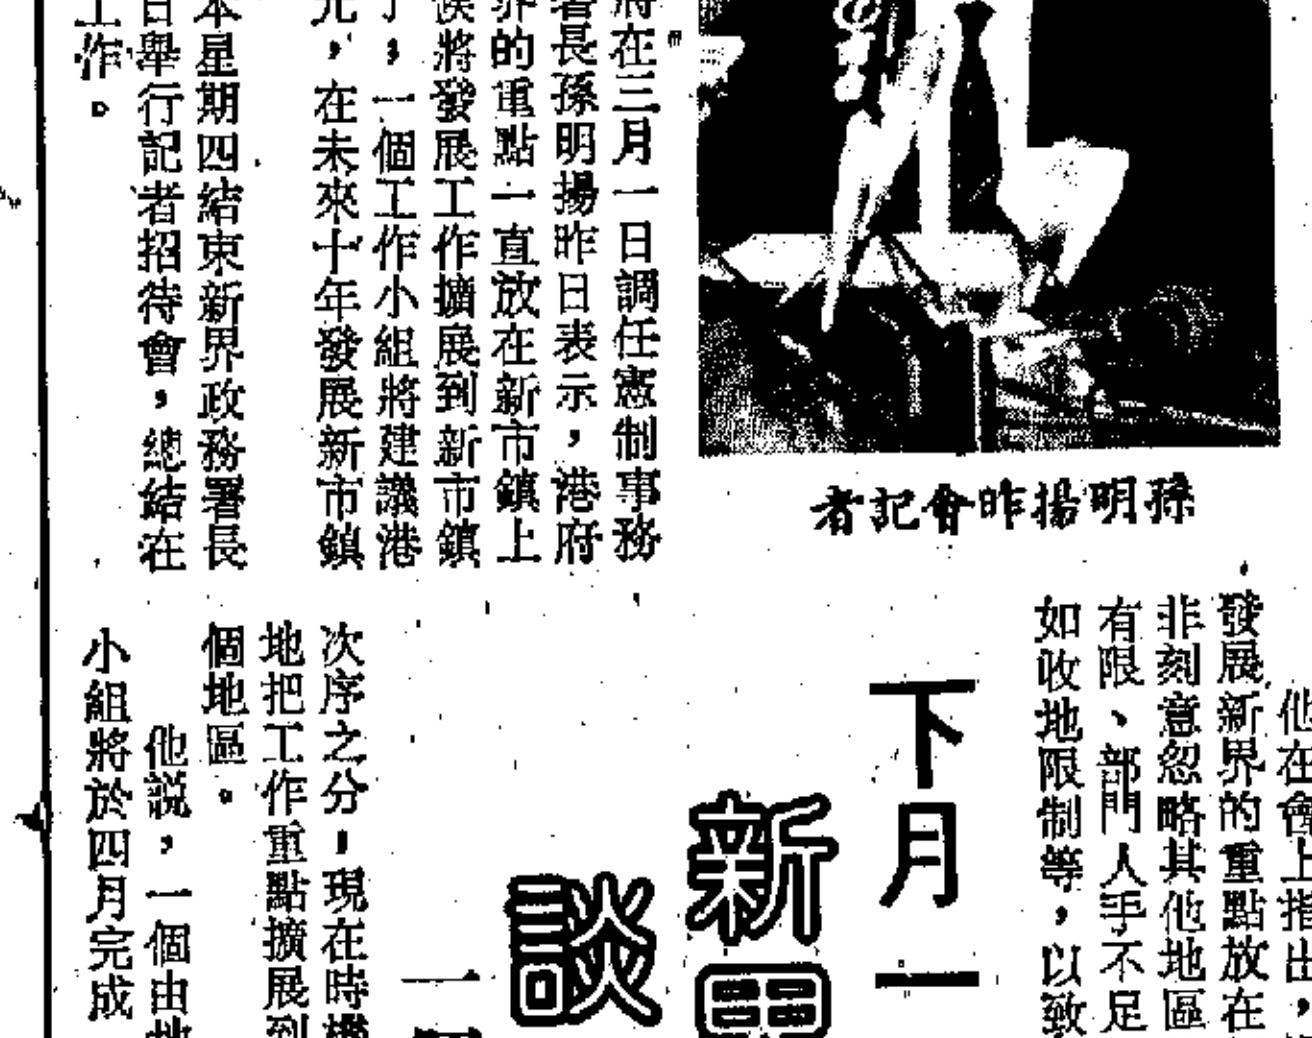 將在三月一日調任憲制事務
署長孫明揚昨日表示，港府
界的重點一直放在新市鎮上
候將發展工作擴展到新市鎮
了，一個工作小組將建議港
元，在未來十年發展新市鎮
本星期四結束新界政務署長
日舉行記者招待會，總結在
工作。
孫明揚昨會記者
他在會上指出，
發展新界的重點放在
非刻意忽略其他地區
有限、部門人手不足
如收地限制等，以致
下月一
新界
談
一
次序之分，現在時機
地把工作重點擴展到
個地區。
他説，一個由地
小組將於四月完成